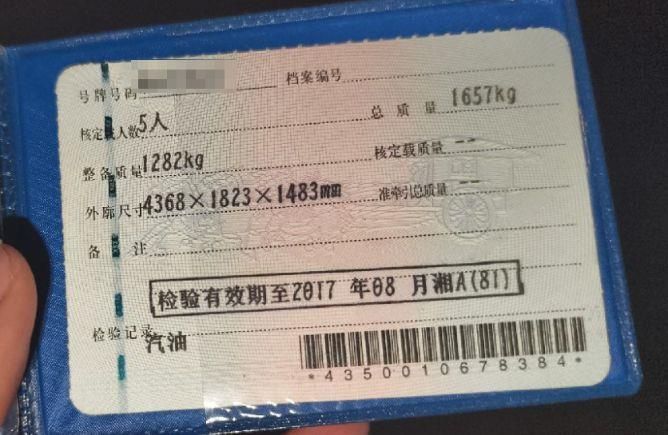 号牌号码 档案编号
核定载人数 5人 总质量 1657kg
整备质量 1282kg 核定载质量 --
外廓尺寸 4368×1823×1483mm 准牵引总质量 --
备注
检验有效期至2017年08月湘A(81)
检验记录
汽油
*4350010678384*